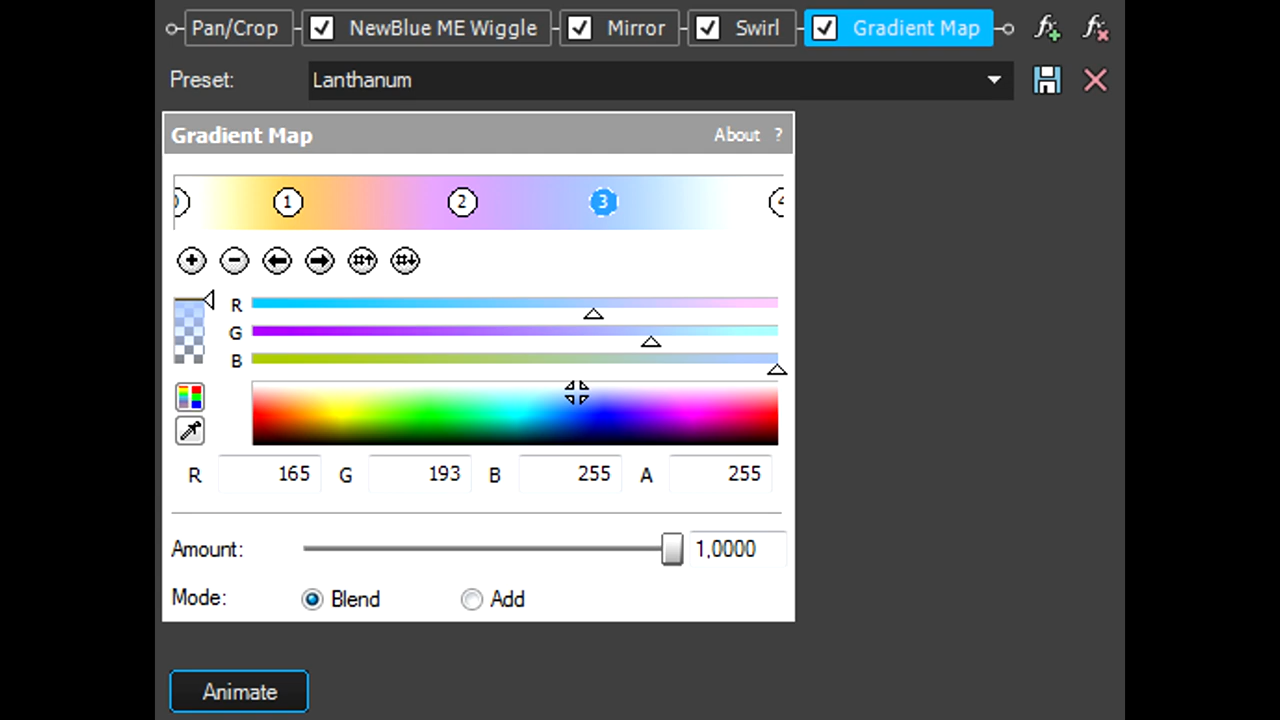 Pan/Crop NewBlue ME Wiggle Mirror Swirl Gradient Map
Preset: Lanthanum
Gradient Map About ?
1 2 3 4
R
G
B
R 165 G 193 B 255 A 255
Amount: 1,0000
Mode: Blend Add
Animate